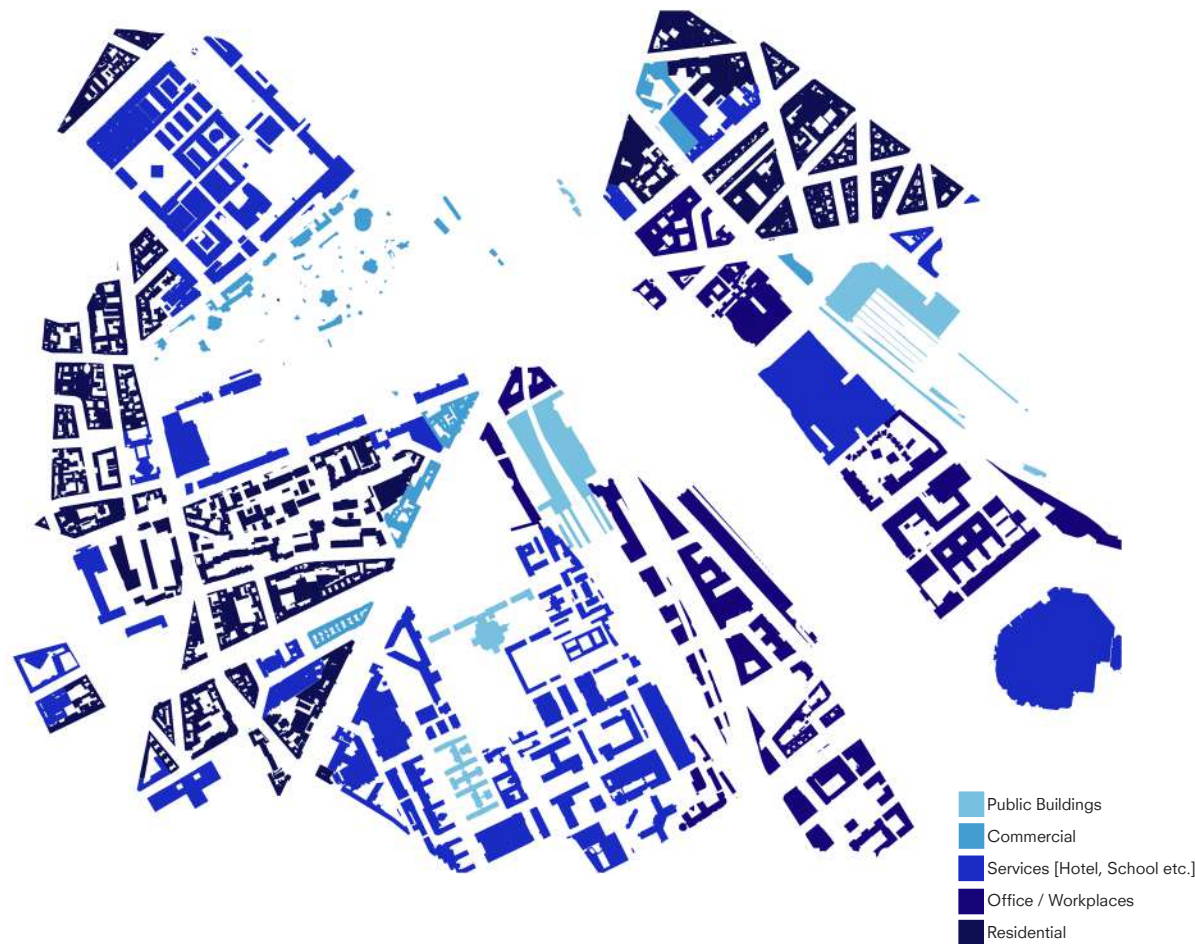 Public Buildings
Commercial
Services [Hotel, School etc.]
Office / Workplaces
Residential